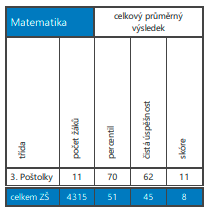 Matematika
celkový průměrný
výsledek
třída
počet žáků
percentil
čistá úspěšnost
skóre
3. Poštolky 11 70 62 11
celkem ZŠ 4315 51 45 8